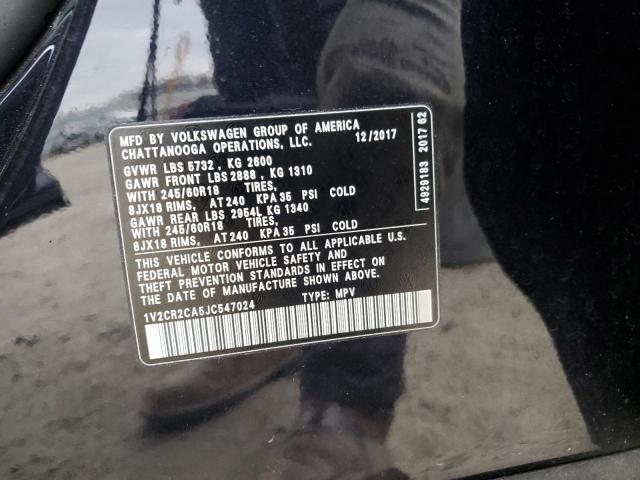 MFD BY VOLKSWAGEN GROUP OF AMERICA
CHATTANOOGA OPERATIONS, LLC. 12/2017
GVWR LBS 5732 , KG 2600
GAWR FRONT LBS 2888 , KG 1310
WITH 245/60R18 TIRES,
8JX18 RIMS, AT 240 KPA 35 PSI COLD
GAWR REAR LBS 2954L KG 1340
WITH 245/60R18 TIRES,
8JX18 RIMS, AT 240 KPA 35 PSI COLD
THIS VEHICLE CONFORMS TO ALL APPLICABLE U.S.
FEDERAL MOTOR VEHICLE SAFETY AND
THEFT PREVENTION STANDARDS IN EFFECT ON
THE DATE OF MANUFACTURE SHOWN ABOVE.
1V2CR2CA5JC547024 TYPE: MPV
4929183 2017 62